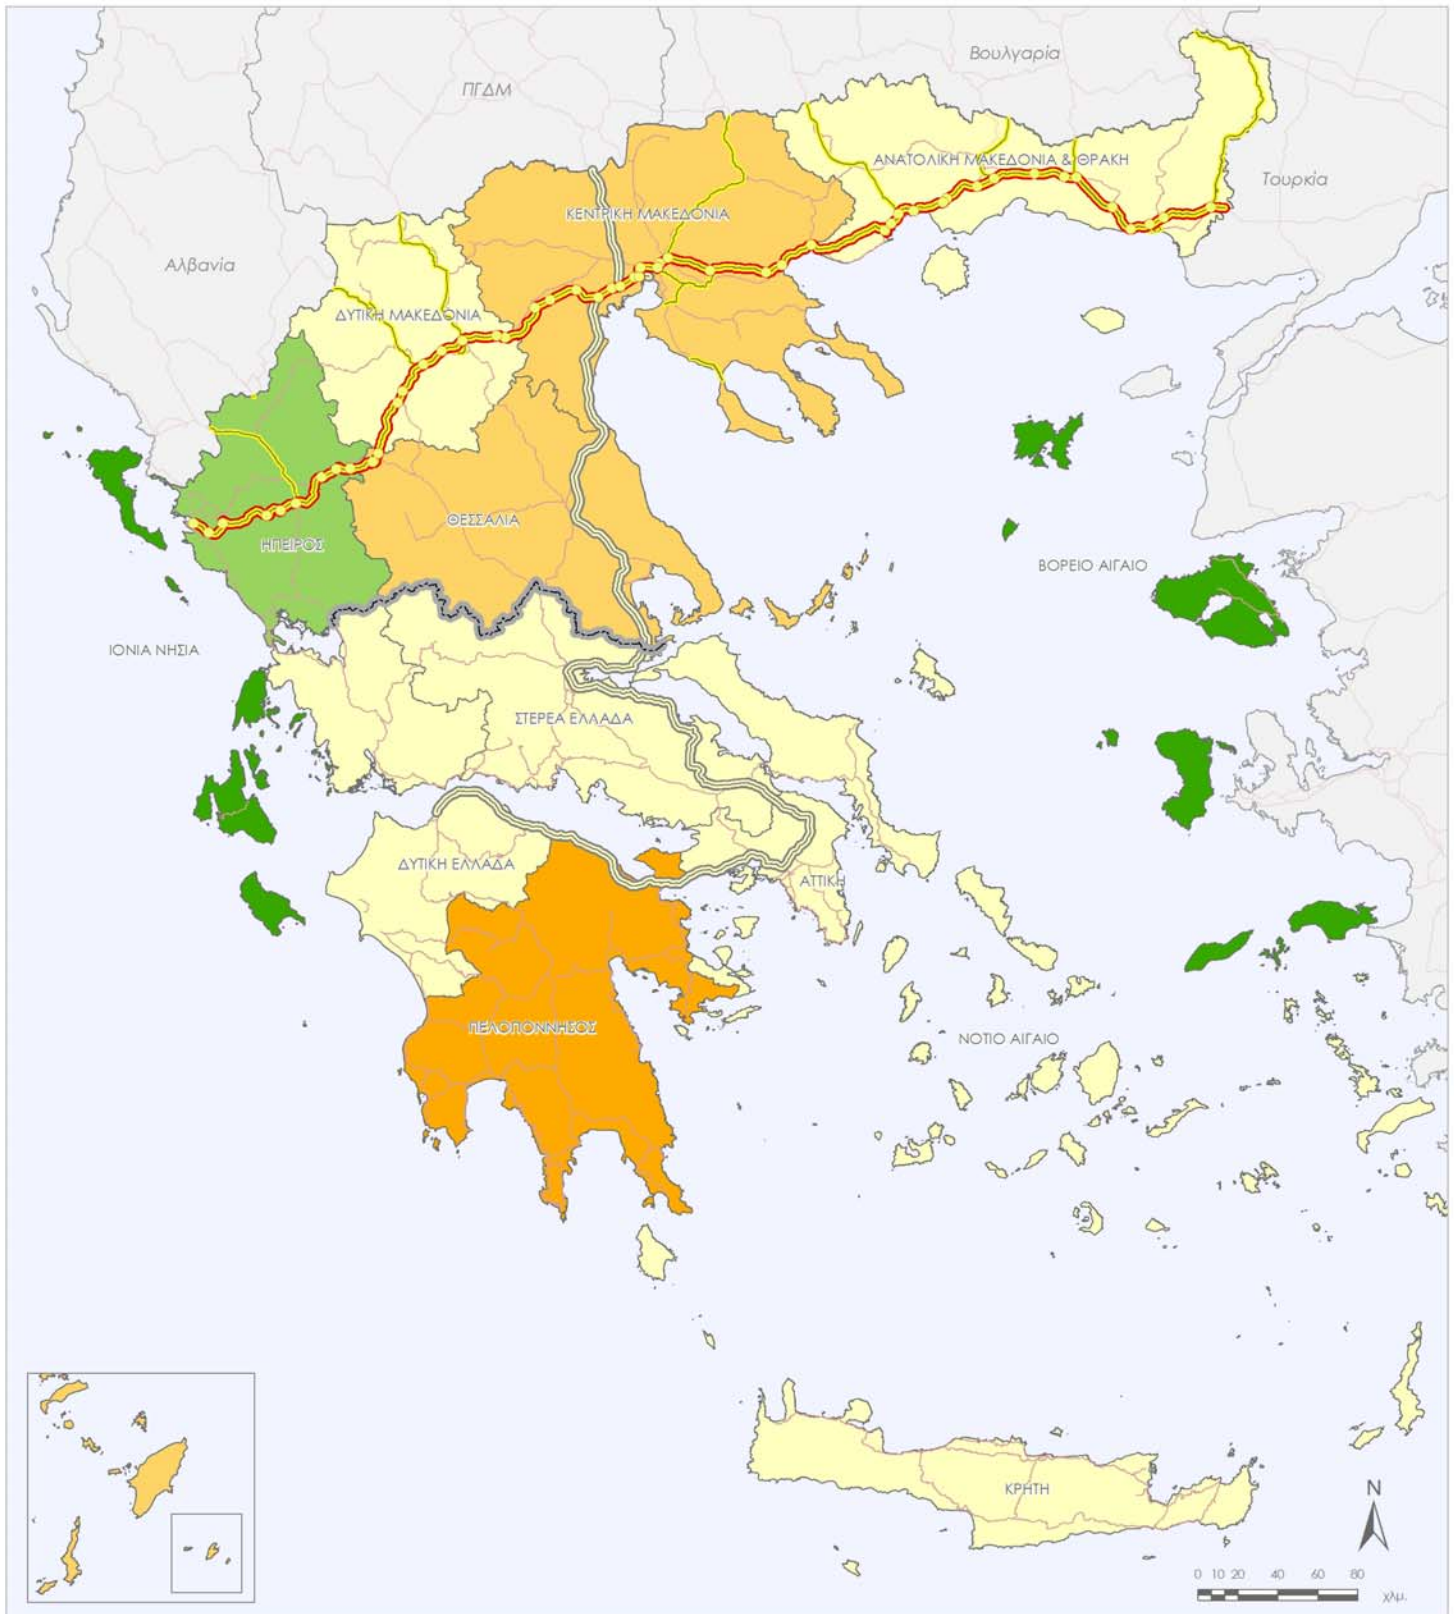 Βουλγαρία
ΠΓΔΜ
ΑΝΑΤΟΛΙΚΗ ΜΑΚΕΔΟΝΙΑ & ΘΡΑΚΗ
Τουρκία
ΚΕΝΤΡΙΚΗ ΜΑΚΕΔΟΝΙΑ
Αλβανία
ΔΥΤΙΚΗ ΜΑΚΕΔΟΝΙΑ
ΘΕΣΣΑΛΙΑ
ΗΠΕΙΡΟΣ
ΒΟΡΕΙΟ ΑΙΓΑΙΟ
ΙΟΝΙΑ ΝΗΣΙΑ
ΣΤΕΡΕΑ ΕΛΛΑΔΑ
ΔΥΤΙΚΗ ΕΛΛΑΔΑ
ΑΤΤΙΚΗ
ΠΕΛΟΠΟΝΝΗΣΟΣ
ΝΟΤΙΟ ΑΙΓΑΙΟ
ΚΡΗΤΗ
N
0 10 20 40 60 80
χλμ.